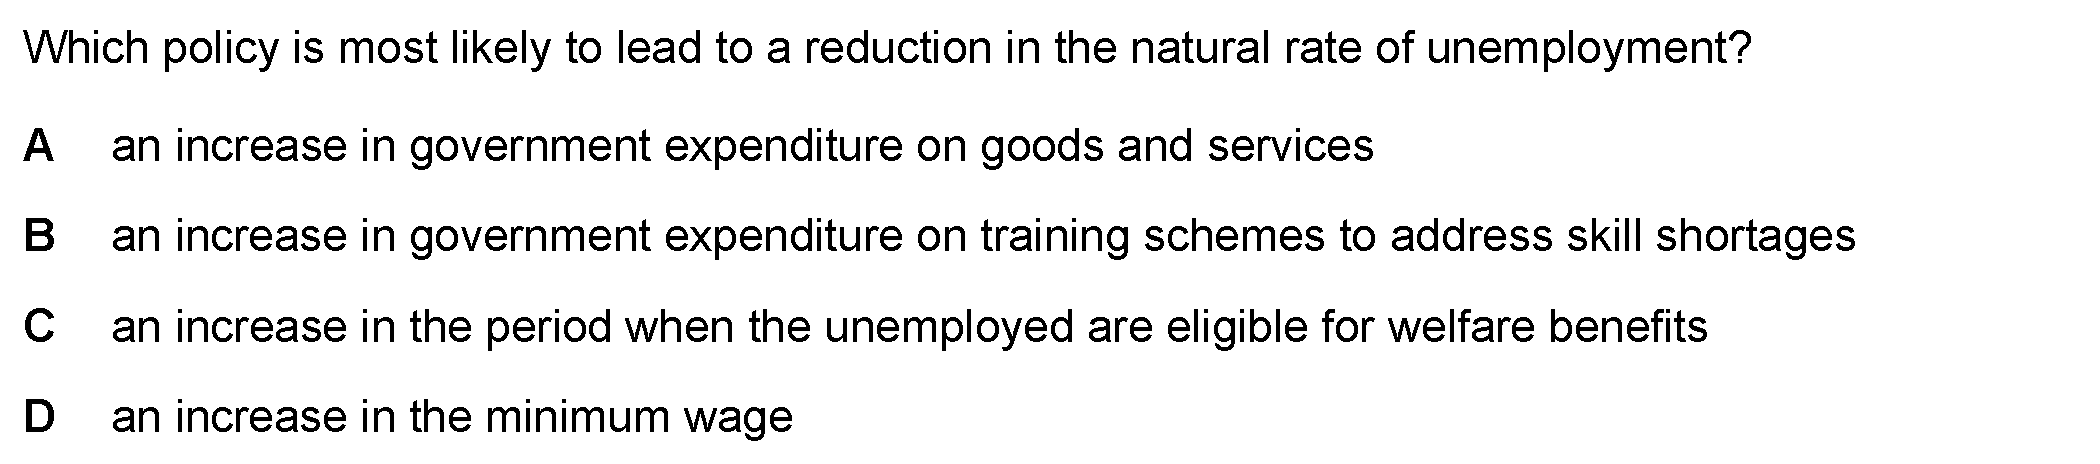 Which policy is most likely to lead to a reduction in the natural rate of unemployment?
A an increase in government expenditure on goods and services
B an increase in government expenditure on training schemes to address skill shortages
C an increase in the period when the unemployed are eligible for welfare benefits
D an increase in the minimum wage